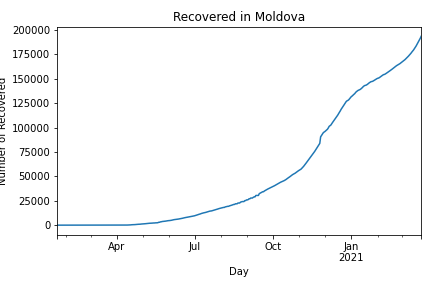 Recovered in Moldova
200000
175000
150000
125000
100000
75000
50000
25000
0
Number of Recovered
Apr
Jul
Oct
Jan
2021
Day